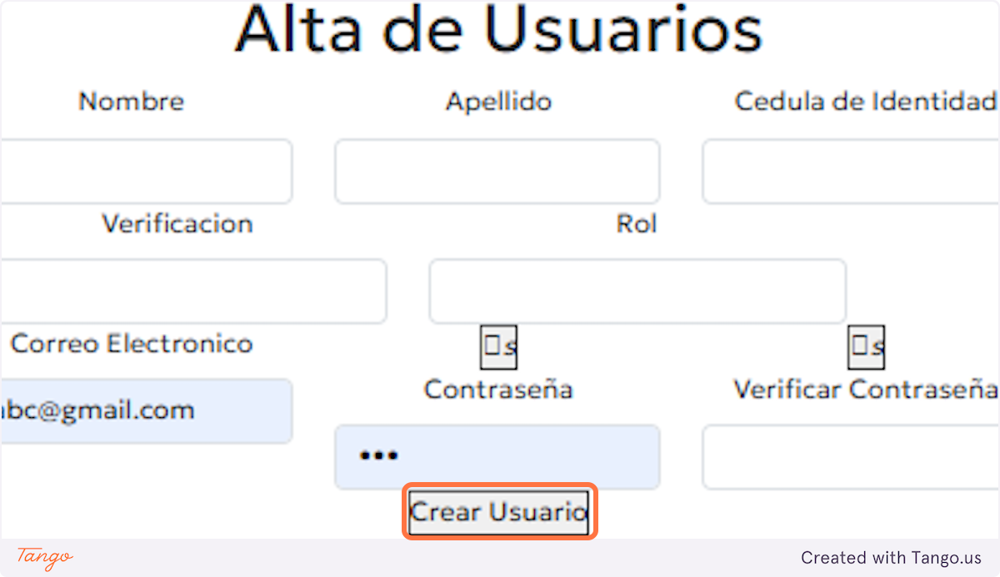 Alta de Usuarios
Nombre Apellido Cedula de Identidad
Verificacion Rol
Correo Electronico s s
Contraseña Verificar Contraseña
abc@gmail.com
•••
Crear Usuario
Tango Created with Tango.us